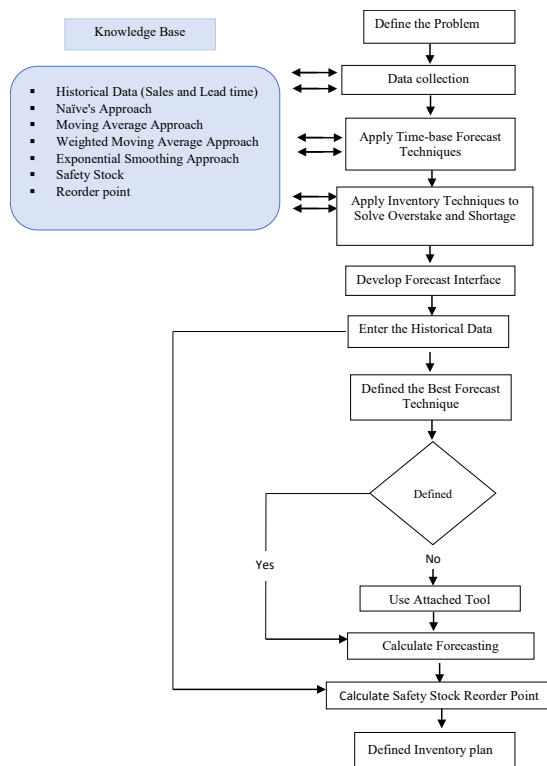 Knowledge Base
▪ Historical Data (Sales and Lead time)
▪ Naïve's Approach
▪ Moving Average Approach
▪ Weighted Moving Average Approach
▪ Exponential Smoothing Approach
▪ Safety Stock
▪ Reorder point
Define the Problem
Data collection
Apply Time-base Forecast
Techniques
Apply Inventory Techniques to
Solve Overstake and Shortage
Develop Forecast Interface
Enter the Historical Data
Defined the Best Forecast
Technique
Defined
Yes
No
Use Attached Tool
Calculate Forecasting
Calculate Safety Stock Reorder Point
Defined Inventory plan